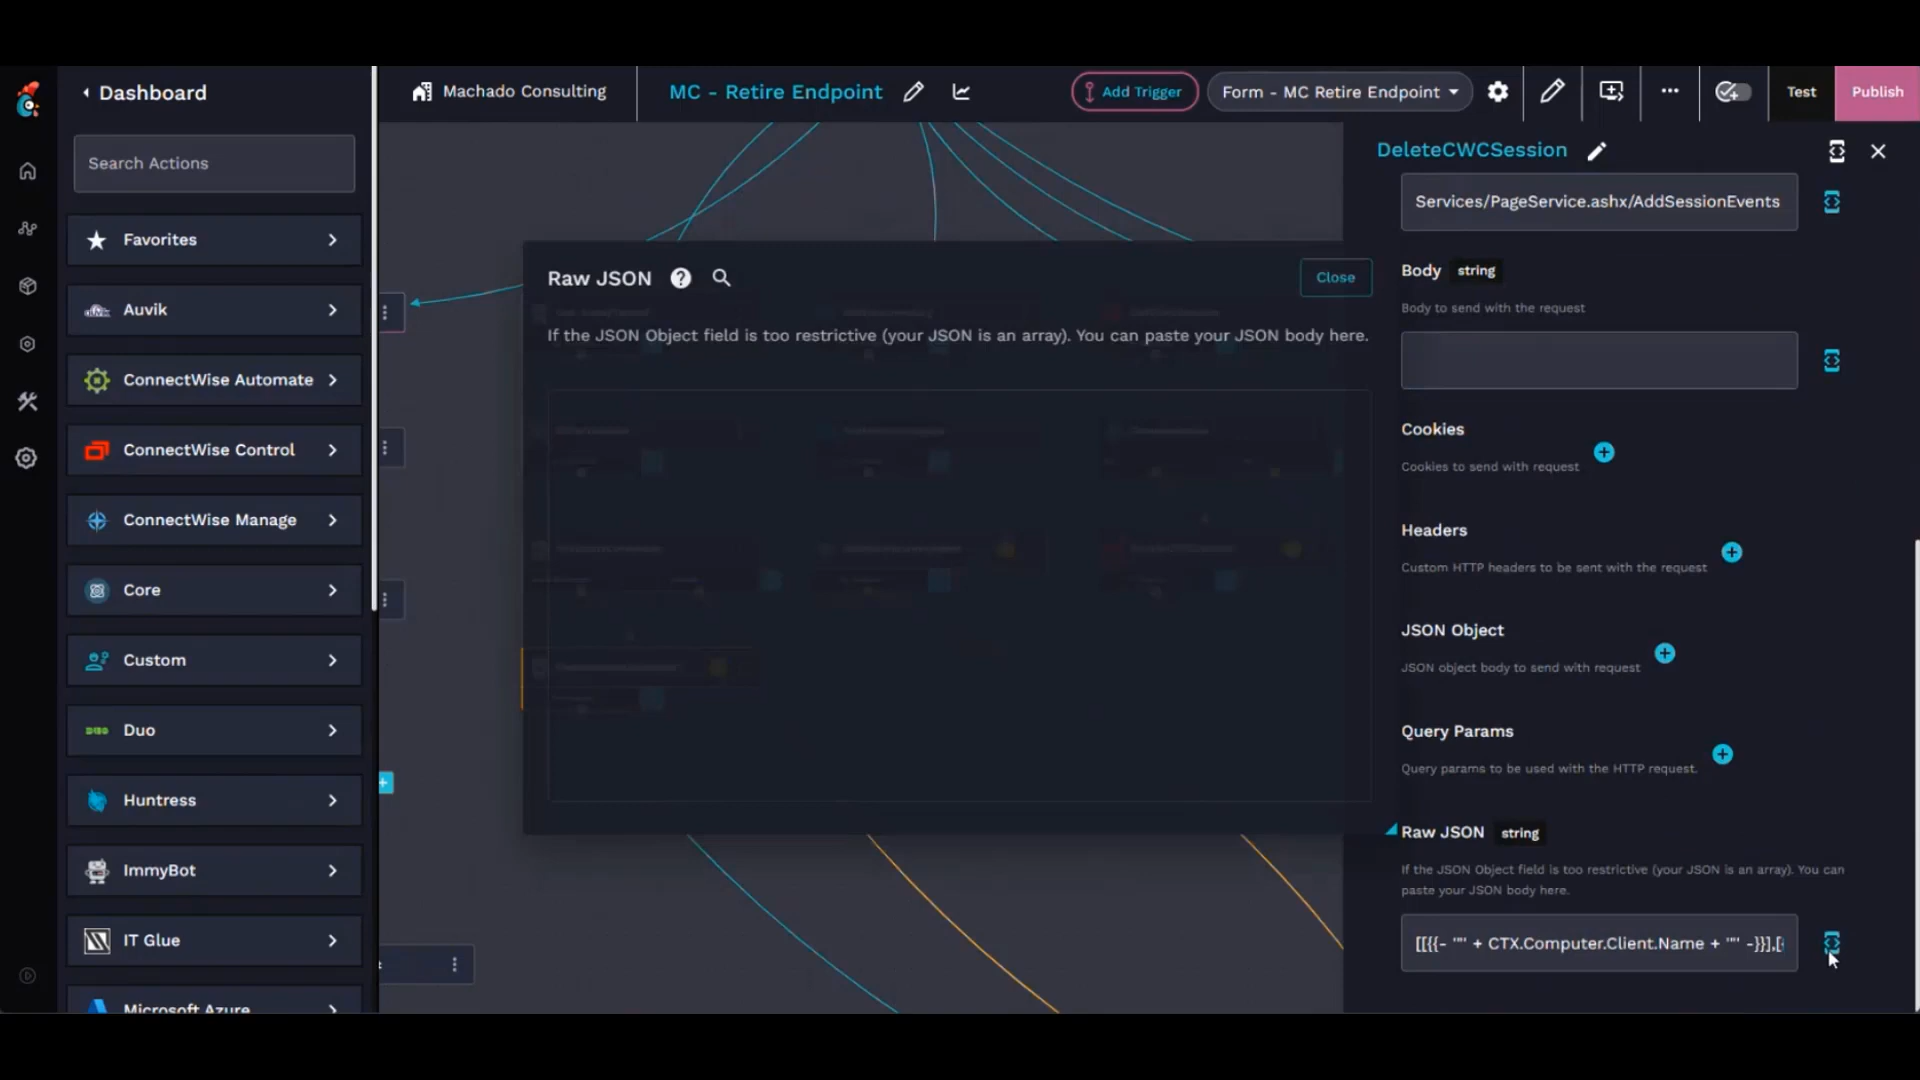 Dashboard
Machado Consulting
MC - Retire Endpoint
Add Trigger
Form - MC Retire Endpoint
Test
Publish
Search Actions
Favorites
Auvik
ConnectWise Automate
ConnectWise Control
ConnectWise Manage
Core
Custom
Duo
Huntress
ImmyBot
IT Glue
Microsoft Azure
Raw JSON
Close
If the JSON Object field is too restrictive (your JSON is an array). You can paste your JSON body here.
DeleteCWCSession
Services/PageService.ashx/AddSessionEvents
Body string
Body to send with the request
Cookies
Cookies to send with request
Headers
Custom HTTP headers to be sent with the request
JSON Object
JSON object body to send with request
Query Params
Query params to be used with the HTTP request.
Raw JSON string
If the JSON Object field is too restrictive (your JSON is an array). You can
paste your JSON body here.
[[{{- '"' + CTX.Computer.Client.Name + '"' -}}],[